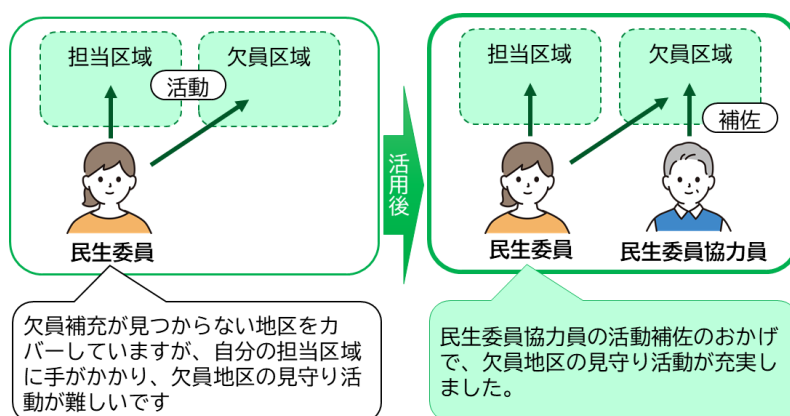 担当区域
欠員区域
活動
民生委員
欠員補充が見つからない地区をカ
バーしていますが、自分の担当区域
に手がかかり、欠員地区の見守り活
動が難しいです
活用後
担当区域
欠員区域
補佐
民生委員
民生委員協力員
民生委員協力員の活動補佐のおかげ
で、欠員地区の見守り活動が充実し
ました。